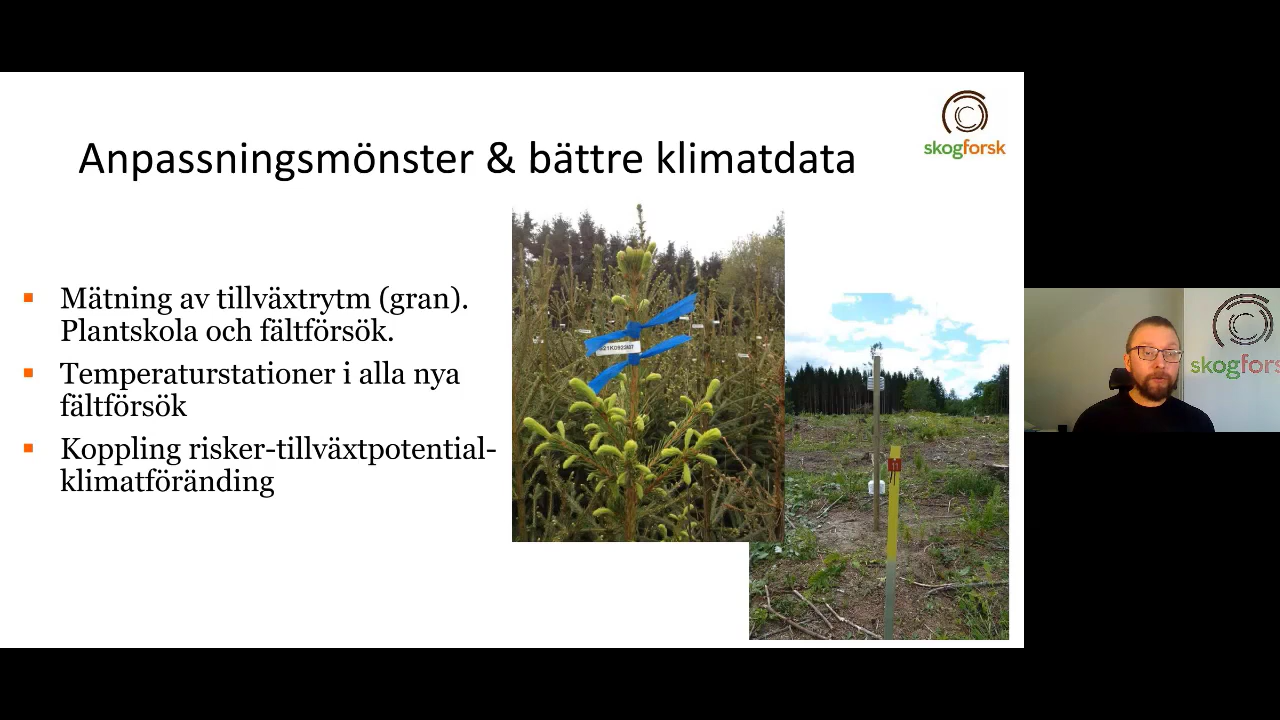 skogforsk
Anpassningsmönster & bättre klimatdata
▪ Mätning av tillväxtrytm (gran).
Plantskola och fältförsök.
▪ Temperaturstationer i alla nya
fältförsök
▪ Koppling risker-tillväxtpotential-
klimatföränding
skogforsk